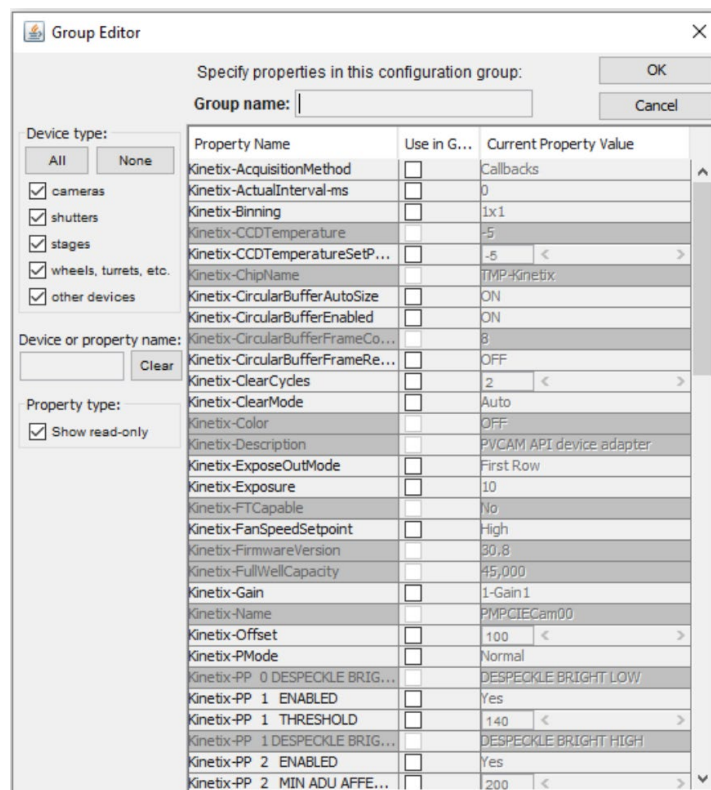 Group Editor
Specify properties in this configuration group:
OK
Group name:
Cancel
Device type:
All None
cameras
shutters
stages
wheels, turrets, etc.
other devices
Device or property name:
Clear
Property type:
Show read-only
Property Name Use in G... Current Property Value
Kinetix-AcquisitionMethod Callbacks
Kinetix-ActualInterval-ms 0
Kinetix-Binning 1x1
Kinetix-CCDTemperature -5
Kinetix-CCDTemperatureSetP... -5
Kinetix-ChipName TMP-Kinetix
Kinetix-CircularBufferAutoSize ON
Kinetix-CircularBufferEnabled ON
Kinetix-CircularBufferFrameCo... 8
Kinetix-CircularBufferFrameRe... OFF
Kinetix-ClearCycles 2
Kinetix-ClearMode Auto
Kinetix-Color OFF
Kinetix-Description PVCAM API device adapter
Kinetix-ExposeOutMode First Row
Kinetix-Exposure 10
Kinetix-FTCapable No
Kinetix-FanSpeedSetpoint High
Kinetix-FirmwareVersion 30.8
Kinetix-FullWellCapacity 45,000
Kinetix-Gain 1-Gain1
Kinetix-Name PMPCIECam00
Kinetix-Offset 100
Kinetix-PMode Normal
Kinetix-PP 0 DESPECKLE BRIG... DESPECKLE BRIGHT LOW
Kinetix-PP 1 ENABLED Yes
Kinetix-PP 1 THRESHOLD 140
Kinetix-PP 1 DESPECKLE BRIG... DESPECKLE BRIGHT HIGH
Kinetix-PP 2 ENABLED Yes
Kinetix-PP 2 MIN ADU AFFE... 200